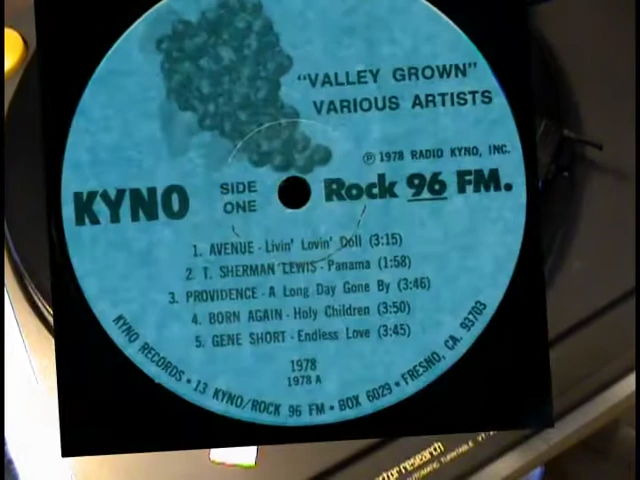 "VALLEY GROWN"
VARIOUS ARTISTS
℗ 1978 RADIO KYNO, INC.
KYNO
SIDE ONE
Rock 96 FM.
1. AVENUE - Livin' Lovin' Doll (3:15)
2. T. SHERMAN LEWIS - Panama (1:58)
3. PROVIDENCE - A Long Day Gone By (3:46)
4. BORN AGAIN - Holy Children (3:50)
5. GENE SHORT - Endless Love (3:45)
1978
1978 A
KYNO RECORDS • 13 KYNO/ROCK 96 FM • BOX 6029 • FRESNO, CA. 93703
research
AUTOMATIC TURNTABLE